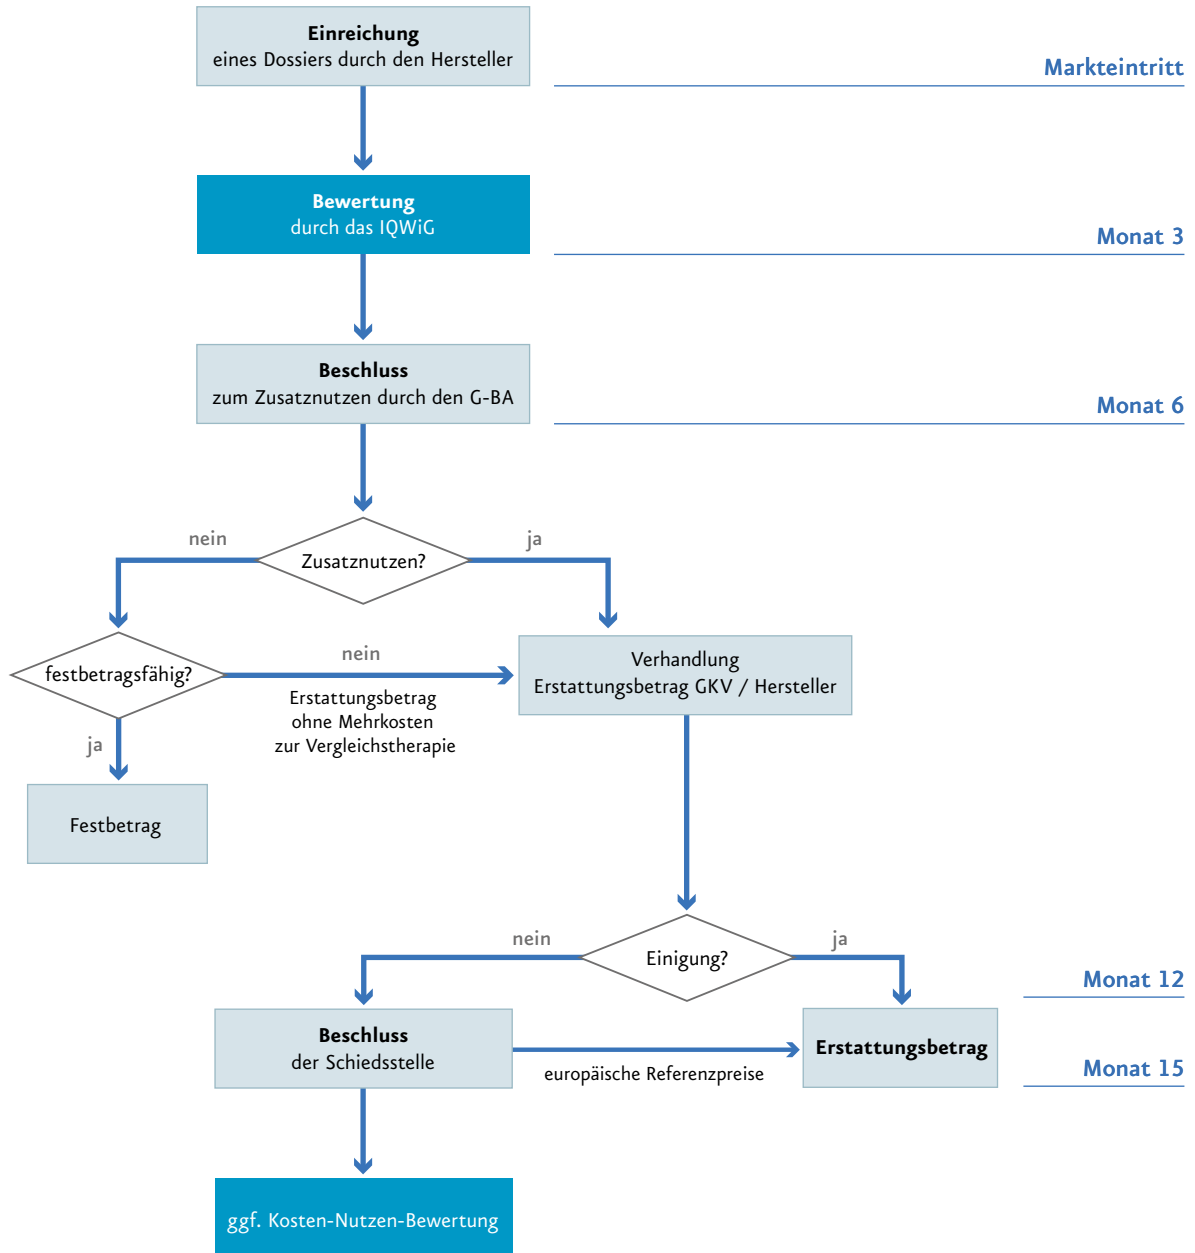 Einreichung
eines Dossiers durch den Hersteller
Markteintritt
Bewertung
durch das IQWiG
Monat 3
Beschluss
zum Zusatznutzen durch den G-BA
Monat 6
nein
ja
Zusatznutzen?
festbetragsfähig?
nein
Erstattungsbetrag
ohne Mehrkosten
zur Vergleichstherapie
Verhandlung
Erstattungsbetrag GKV / Hersteller
ja
Festbetrag
nein
ja
Einigung?
Monat 12
Beschluss
der Schiedsstelle
europäische Referenzpreise
Erstattungsbetrag
Monat 15
ggf. Kosten-Nutzen-Bewertung